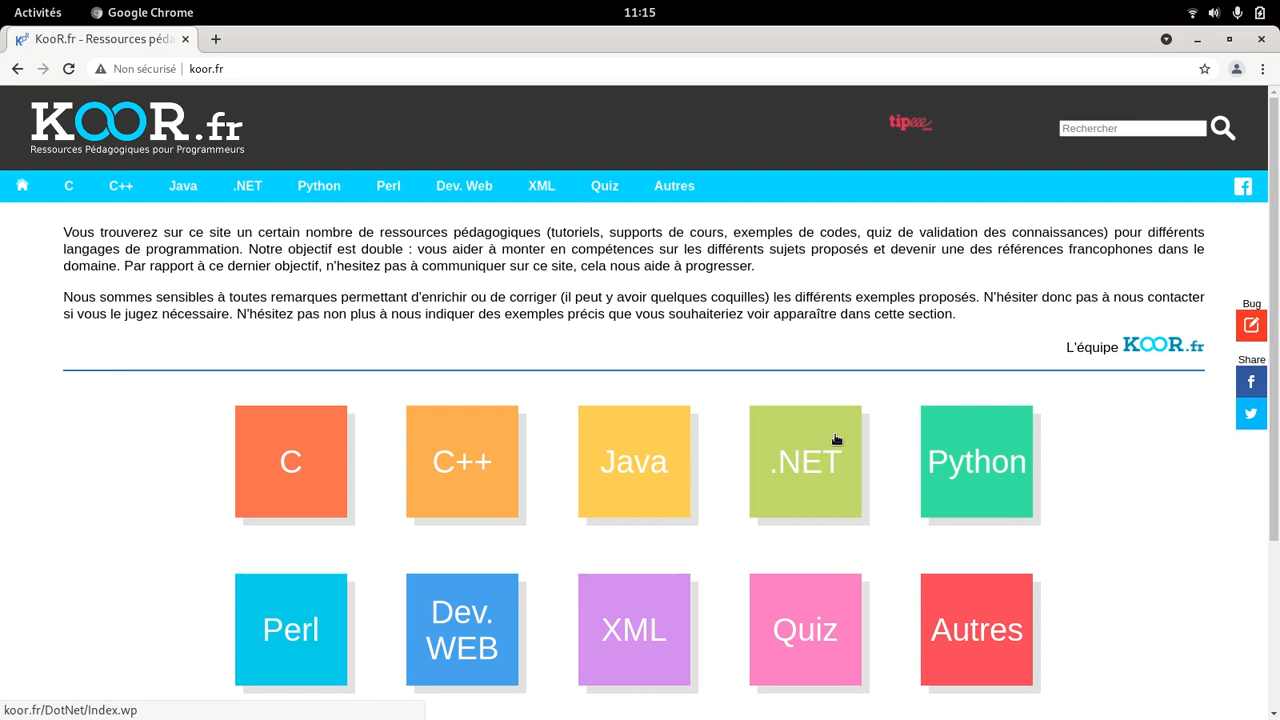 Activités Google Chrome 11:15
KooR.fr - Ressources péda
Non sécurisé koor.fr
KOOR.fr
Ressources Pédagogiques pour Programmeurs
tipeee
Rechercher
C C++ Java .NET Python Perl Dev. Web XML Quiz Autres
Vous trouverez sur ce site un certain nombre de ressources pédagogiques (tutoriels, supports de cours, exemples de codes, quiz de validation des connaissances) pour différents
langages de programmation. Notre objectif est double : vous aider à monter en compétences sur les différents sujets proposés et devenir une des références francophones dans le
domaine. Par rapport à ce dernier objectif, n'hesitez pas à communiquer sur ce site, cela nous aide à progresser.
Nous sommes sensibles à toutes remarques permettant d'enrichir ou de corriger (il peut y avoir quelques coquilles) les différents exemples proposés. N'hésiter donc pas à nous contacter
si vous le jugez nécessaire. N'hésitez pas non plus à nous indiquer des exemples précis que vous souhaiteriez voir apparaître dans cette section.
L'équipe KOOR.fr
Bug
Share
C C++ Java .NET Python
Perl Dev. WEB XML Quiz Autres
koor.fr/DotNet/Index.wp